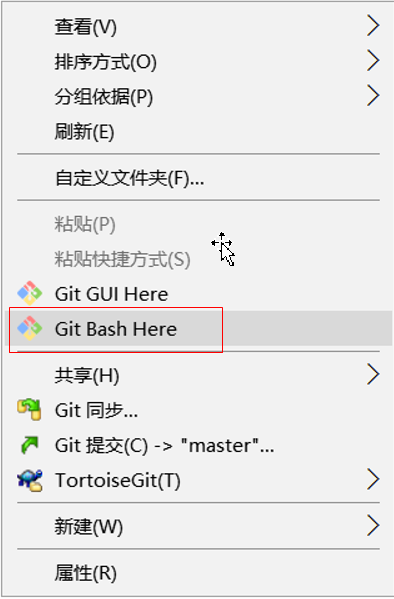 查看(V)
排序方式(O)
分组依据(P)
刷新(E)
自定义文件夹(F)...
粘贴(P)
粘贴快捷方式(S)
Git GUI Here
Git Bash Here
共享(H)
Git 同步...
Git 提交(C) -> "master"...
TortoiseGit(T)
新建(W)
属性(R)